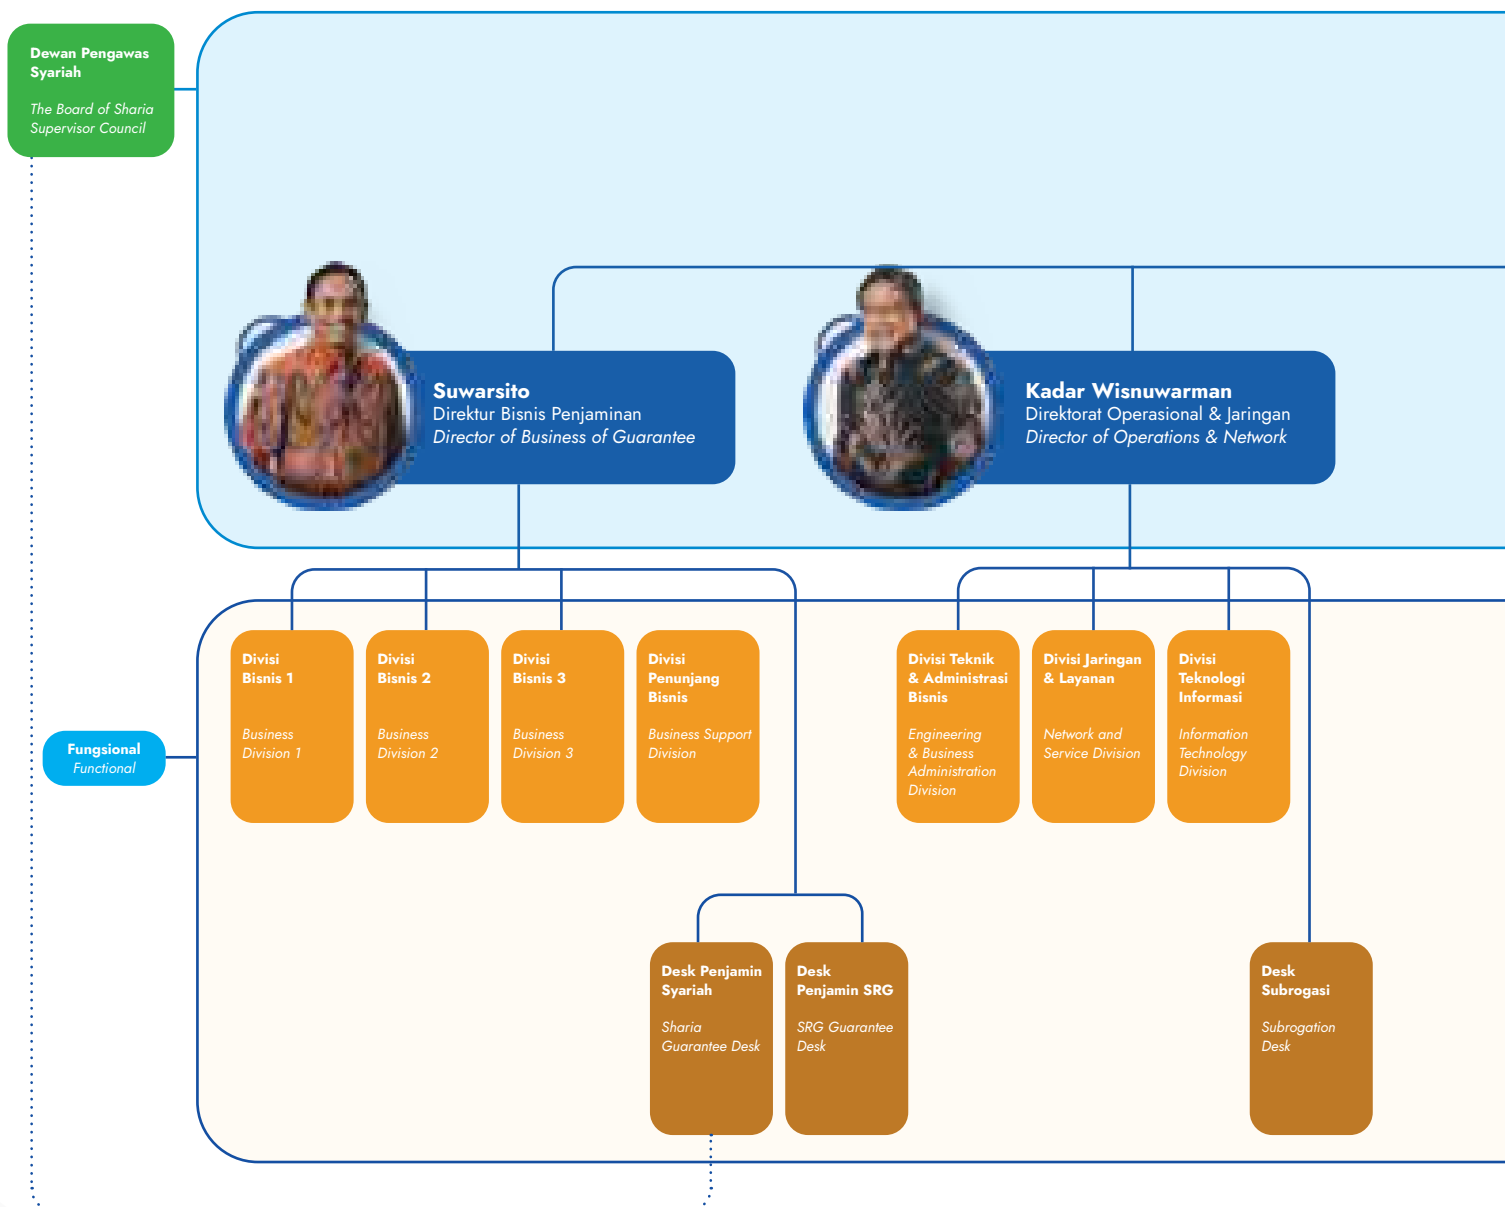 Dewan Pengawas
Syariah
The Board of Sharia
Supervisor Council
Suwarsito
Direktur Bisnis Penjaminan
Director of Business of Guarantee
Kadar Wisnuwarman
Direktorat Operasional & Jaringan
Director of Operations & Network
Fungsional
Functional
Divisi
Bisnis 1
Business
Division 1
Divisi
Bisnis 2
Business
Division 2
Divisi
Bisnis 3
Business
Division 3
Divisi
Penunjang
Bisnis
Business Support
Division
Divisi Teknik
& Administrasi
Bisnis
Engineering
& Business
Administration
Division
Divisi Jaringan
& Layanan
Network and
Service Division
Divisi
Teknologi
Informasi
Information
Technology
Division
Desk Penjamin
Syariah
Sharia
Guarantee Desk
Desk
Penjamin SRG
SRG Guarantee
Desk
Desk
Subrogasi
Subrogation
Desk